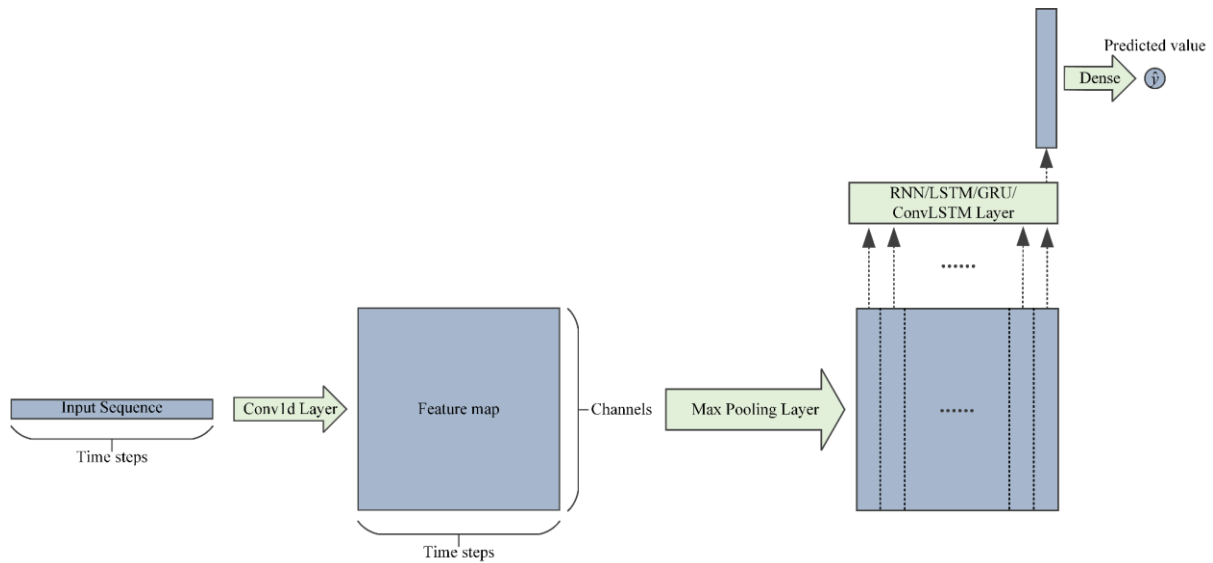 Predicted value
Dense
ŷ
RNN/LSTM/GRU/
ConvLSTM Layer
......
Input Sequence
Time steps
Conv1d Layer
Feature map
Channels
Time steps
Max Pooling Layer
......